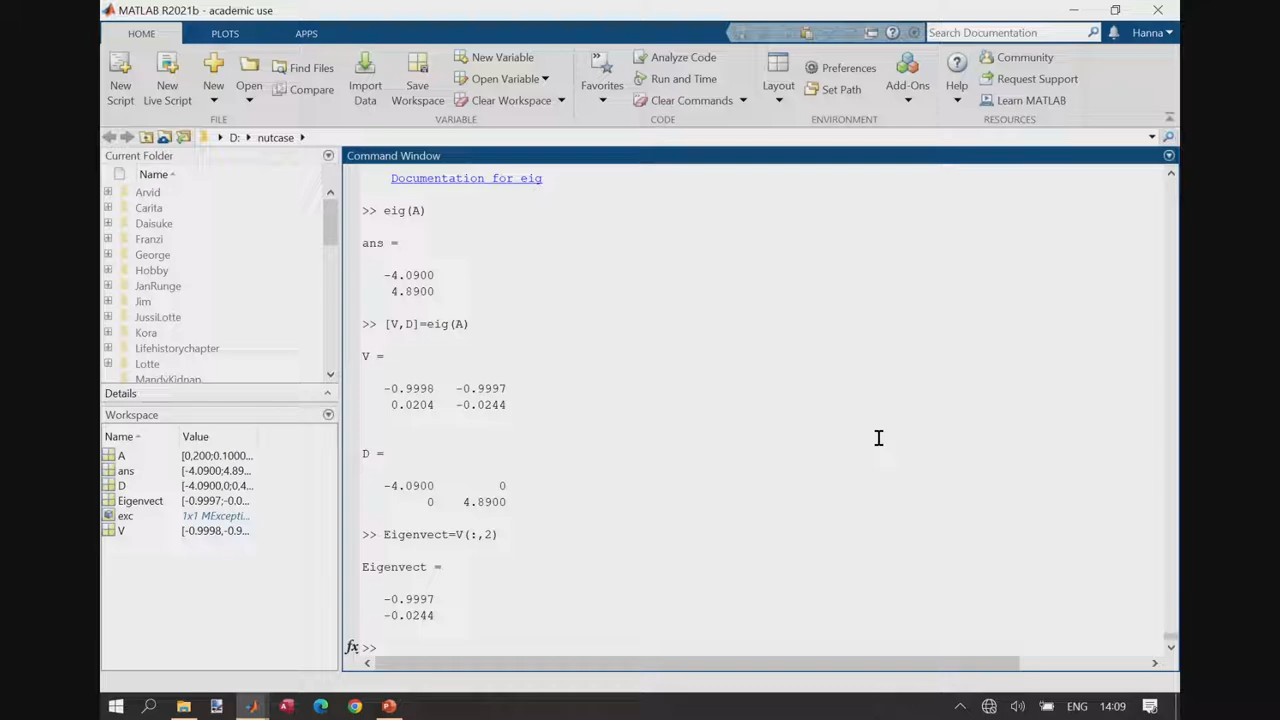 MATLAB R2021b - academic use
HOME PLOTS APPS
Search Documentation
Hanna
New Script
New Live Script
New
Open
Find Files
Compare
FILE
Import Data
Save Workspace
New Variable
Open Variable
Clear Workspace
VARIABLE
Favorites
Analyze Code
Run and Time
Clear Commands
CODE
Layout
Preferences
Set Path
Add-Ons
ENVIRONMENT
Help
Community
Request Support
Learn MATLAB
RESOURCES
D: nutcase
Current Folder
Name
Arvid
Carita
Daisuke
Franzi
George
Hobby
JanRunge
Jim
JussiLotte
Kora
Lifehistorychapter
Lotte
MandyKidnap
Details
Workspace
Name Value
A [0,200;0.1000...
ans [-4.0900;4.89...
D [-4.0900,0;0,4...
Eigenvect [-0.9997;-0.0...
exc 1x1 MExcepti...
V [-0.9998,-0.9...
Command Window
Documentation for eig
>> eig(A)
ans =
-4.0900
4.8900
>> [V,D]=eig(A)
V =
-0.9998 -0.9997
0.0204 -0.0244
D =
-4.0900 0
0 4.8900
>> Eigenvect=V(:,2)
Eigenvect =
-0.9997
-0.0244
fx >>
ENG 14:09